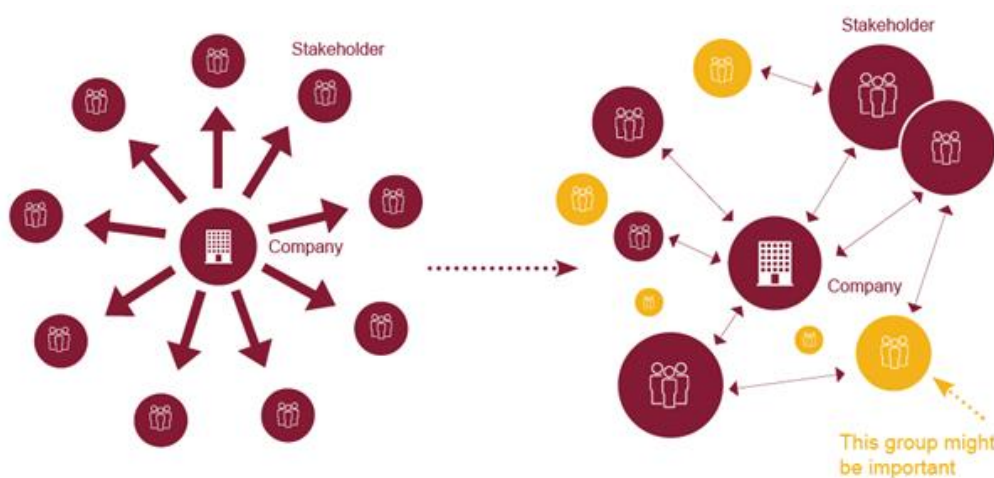 Stakeholder
Company
Stakeholder
Company
This group might
be important